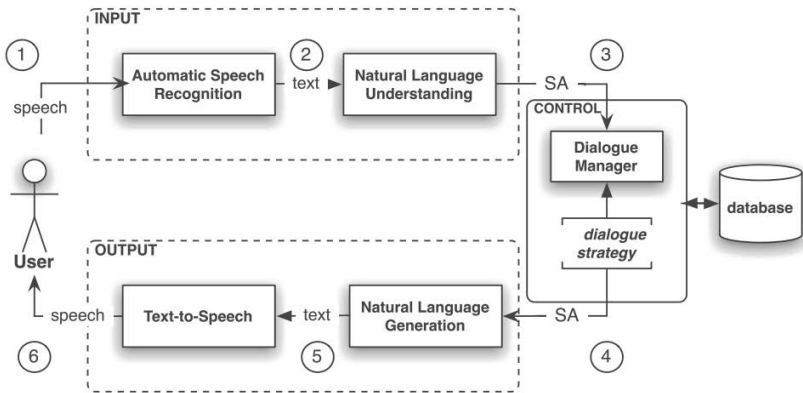 INPUT
1
2
3
Automatic Speech
Recognition
text
Natural Language
Understanding
SA
speech
CONTROL
Dialogue
Manager
database
dialogue
strategy
User
OUTPUT
speech
Text-to-Speech
text
Natural Language
Generation
SA
6
5
4